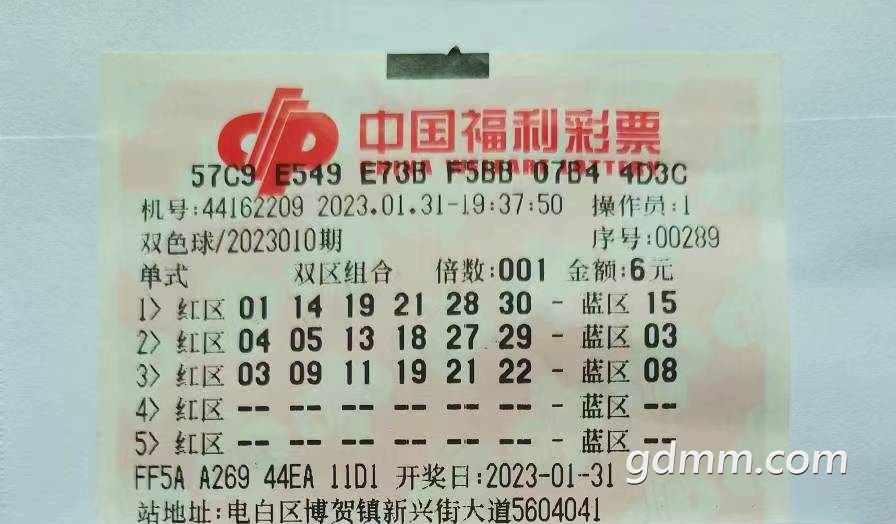 中国福利彩票
CHINA WELFARE LOTTERY
57C9 E549 E73B F5BB 07B4 4D3C
机号:44162209 2023.01.31-19:37:50 操作员:1
双色球/2023010期 序号:00289
单式 双区组合 倍数:001 金额:6元
1> 红区 01 14 19 21 28 30 - 蓝区 15
2> 红区 04 05 13 18 27 29 - 蓝区 03
3> 红区 03 09 11 19 21 22 - 蓝区 08
4> 红区 -- -- -- -- -- -- - 蓝区 --
5> 红区 -- -- -- -- -- -- - 蓝区 --
FF5A A269 44EA 11D1 开奖日:2023-01-31
站地址:电白区博贺镇新兴街大道5604041
gdmm.com